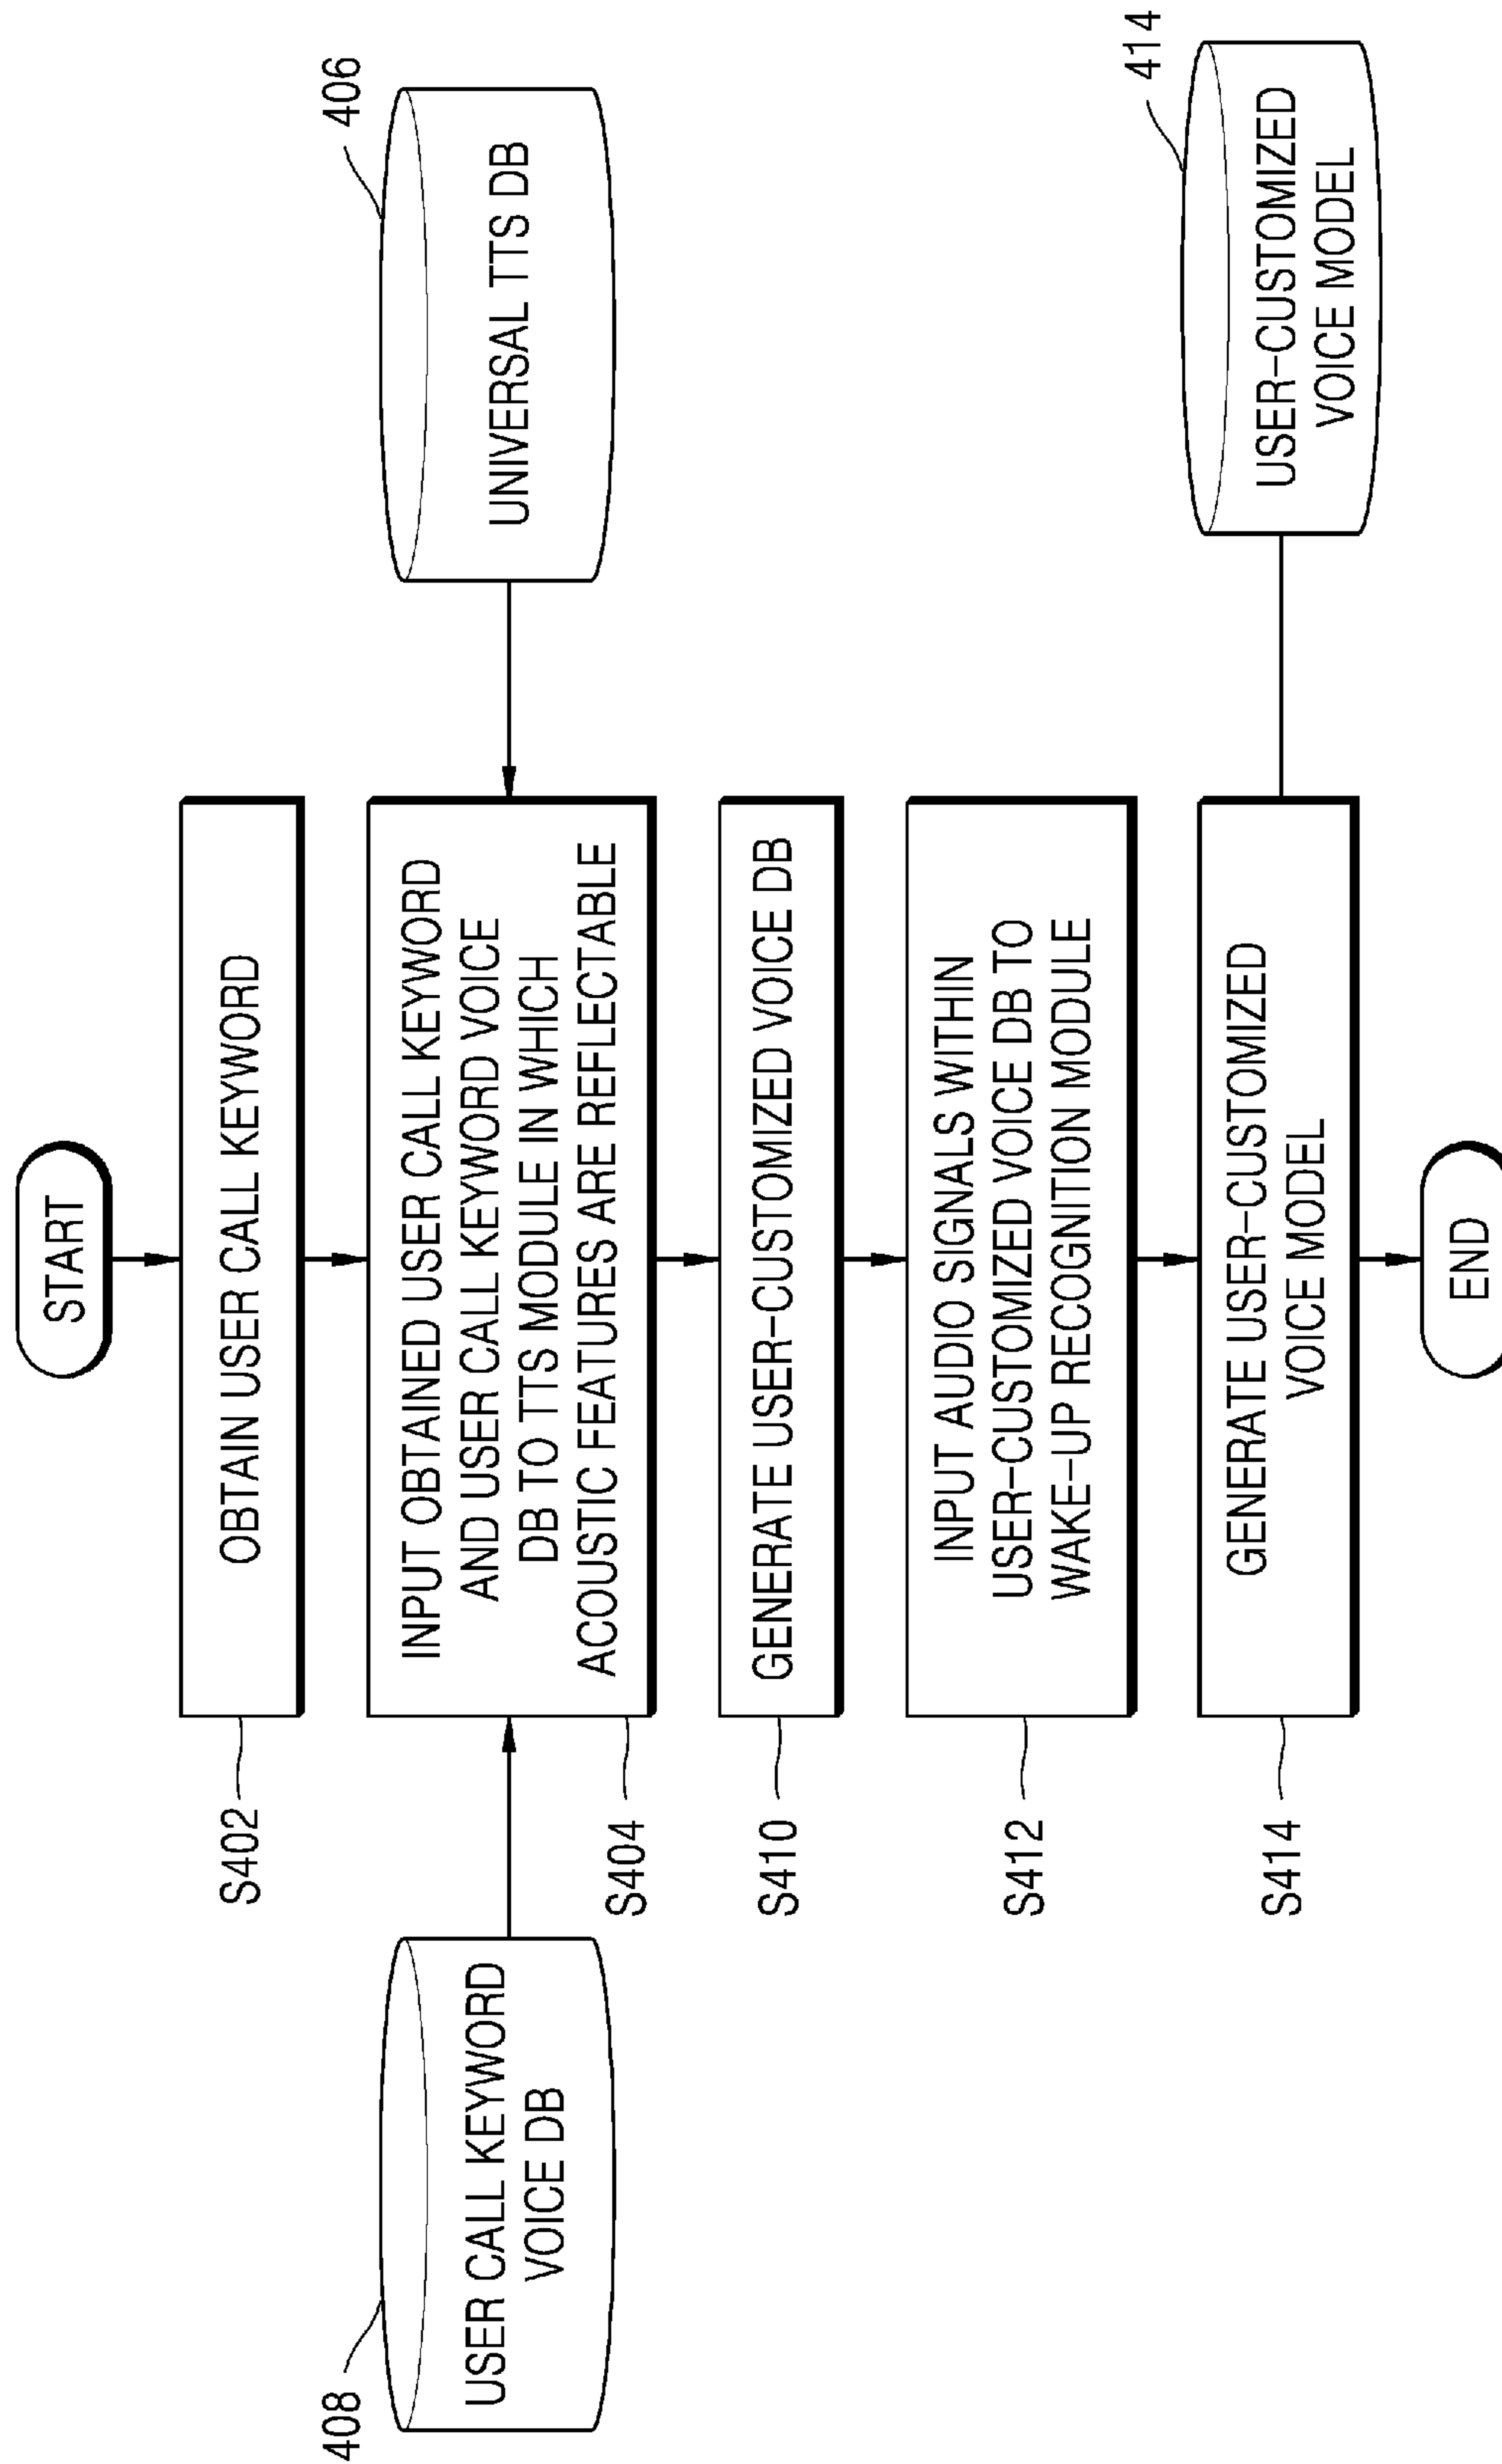 START
S402
OBTAIN USER CALL KEYWORD
408
USER CALL KEYWORD
VOICE DB
S404
INPUT OBTAINED USER CALL KEYWORD
AND USER CALL KEYWORD VOICE
DB TO TTS MODULE IN WHICH
ACOUSTIC FEATURES ARE REFLECTABLE
406
UNIVERSAL TTS DB
S410
GENERATE USER-CUSTOMIZED VOICE DB
S412
INPUT AUDIO SIGNALS WITHIN
USER-CUSTOMIZED VOICE DB TO
WAKE-UP RECOGNITION MODULE
S414
GENERATE USER-CUSTOMIZED
VOICE MODEL
414
USER-CUSTOMIZED
VOICE MODEL
END